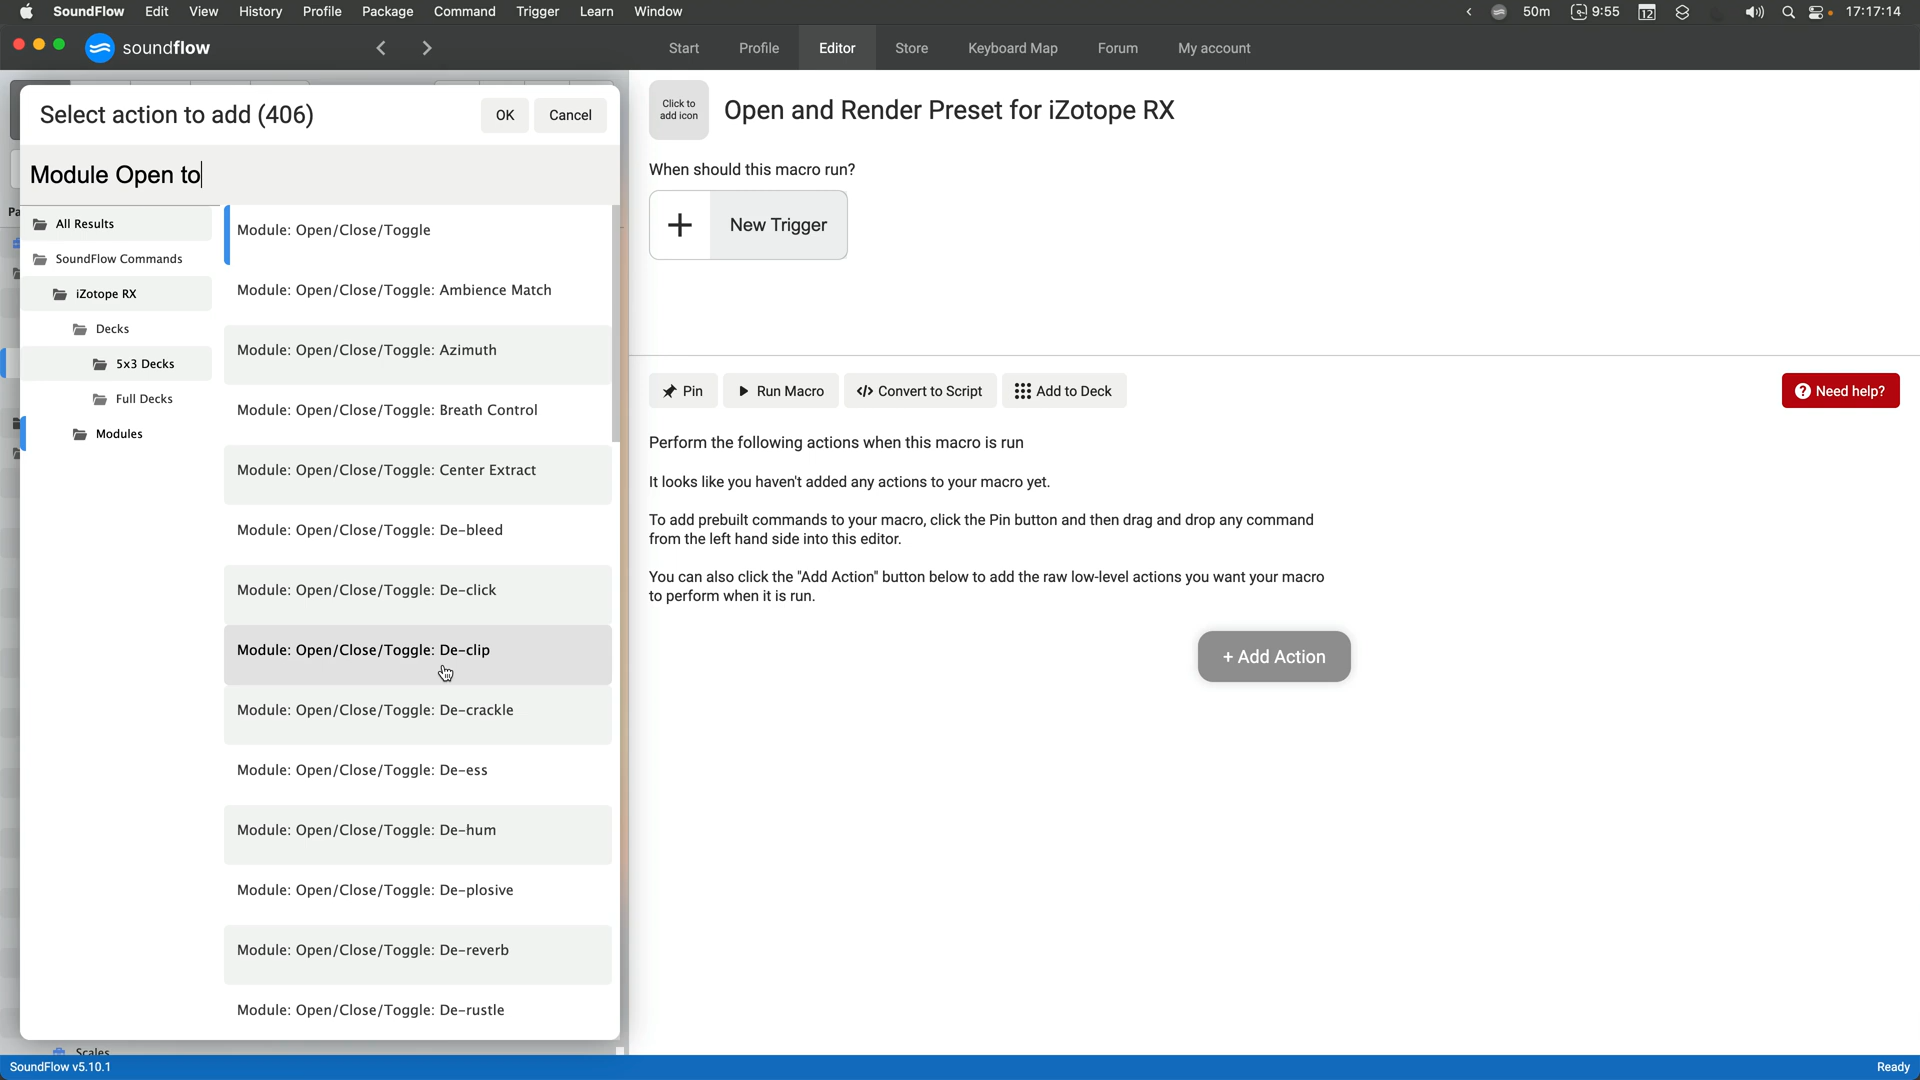 SoundFlow Edit View History Profile Package Command Trigger Learn Window 50m 9:55 12 17:17:14
soundflow Start Profile Editor Store Keyboard Map Forum My account
Select action to add (406) OK Cancel
Module Open to
All Results
SoundFlow Commands
iZotope RX
Decks
5x3 Decks
Full Decks
Modules
Module: Open/Close/Toggle
Module: Open/Close/Toggle: Ambience Match
Module: Open/Close/Toggle: Azimuth
Module: Open/Close/Toggle: Breath Control
Module: Open/Close/Toggle: Center Extract
Module: Open/Close/Toggle: De-bleed
Module: Open/Close/Toggle: De-click
Module: Open/Close/Toggle: De-clip
Module: Open/Close/Toggle: De-crackle
Module: Open/Close/Toggle: De-ess
Module: Open/Close/Toggle: De-hum
Module: Open/Close/Toggle: De-plosive
Module: Open/Close/Toggle: De-reverb
Module: Open/Close/Toggle: De-rustle
Pa
Scales
Click to
add icon
Open and Render Preset for iZotope RX
When should this macro run?
+ New Trigger
Pin Run Macro </> Convert to Script Add to Deck ? Need help?
Perform the following actions when this macro is run
It looks like you haven't added any actions to your macro yet.
To add prebuilt commands to your macro, click the Pin button and then drag and drop any command
from the left hand side into this editor.
You can also click the "Add Action" button below to add the raw low-level actions you want your macro
to perform when it is run.
+ Add Action
SoundFlow v5.10.1 Ready